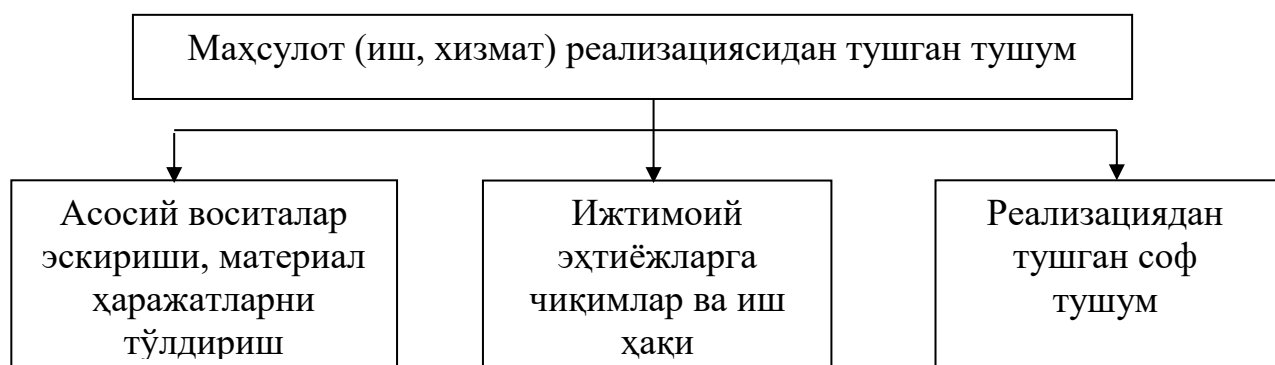 Маҳсулот (иш, хизмат) реализациясидан тушган тушум
Асосий воситалар
эскириши, материал
ҳаражатларни
тўлдириш
Ижтимоий
эҳтиёжларга
чиқимлар ва иш
ҳақи
Реализациядан
тушган соф
тушум